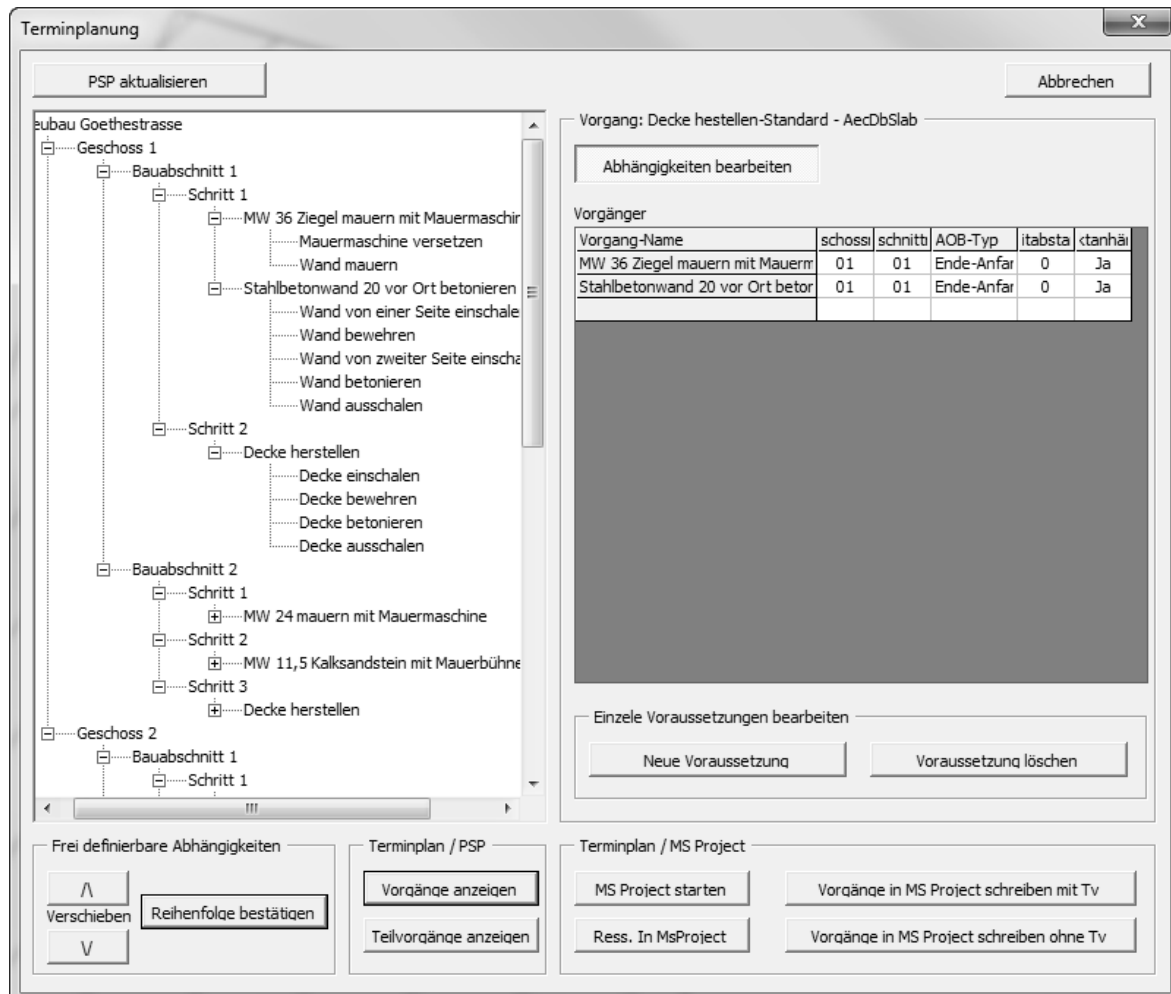 Terminplanung
PSP aktualisieren
Abbrechen
eubau Goethestrasse
Geschoss 1
Bauabschnitt 1
Schritt 1
MW 36 Ziegel mauern mit Mauermaschin
Mauermaschine versetzen
Wand mauern
Stahlbetonwand 20 vor Ort betonieren
Wand von einer Seite einschale
Wand bewehren
Wand von zweiter Seite einscha
Wand betonieren
Wand ausschalen
Schritt 2
Decke herstellen
Decke einschalen
Decke bewehren
Decke betonieren
Decke ausschalen
Bauabschnitt 2
Schritt 1
MW 24 mauern mit Mauermaschine
Schritt 2
MW 11,5 Kalksandstein mit Mauerbühne
Schritt 3
Decke herstellen
Geschoss 2
Bauabschnitt 1
Schritt 1
Vorgang: Decke hestellen-Standard - AecDbSlab
Abhängigkeiten bearbeiten
Vorgänger
Vorgang-Name schoss schnitt AOB-Typ itabsta ktanhäi
MW 36 Ziegel mauern mit Mauerm 01 01 Ende-Anfar 0 Ja
Stahlbetonwand 20 vor Ort betor 01 01 Ende-Anfar 0 Ja
Einzele Voraussetzungen bearbeiten
Neue Voraussetzung
Voraussetzung löschen
Frei definierbare Abhängigkeiten
/\
Verschieben
\/
Reihenfolge bestätigen
Terminplan / PSP
Vorgänge anzeigen
Teilvorgänge anzeigen
Terminplan / MS Project
MS Project starten
Vorgänge in MS Project schreiben mit Tv
Ress. In MsProject
Vorgänge in MS Project schreiben ohne Tv